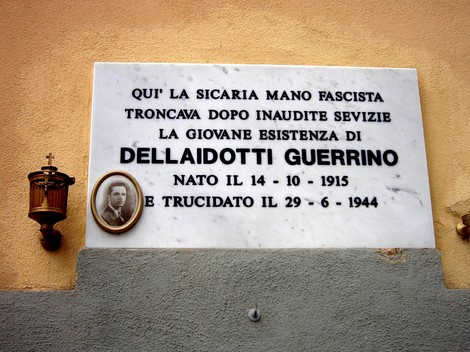 QUI' LA SICARIA MANO FASCISTA
TRONCAVA DOPO INAUDITE SEVIZIE
LA GIOVANE ESISTENZA DI
DELLAIDOTTI GUERRINO
NATO IL 14 - 10 - 1915
E TRUCIDATO IL 29 - 6 - 1944